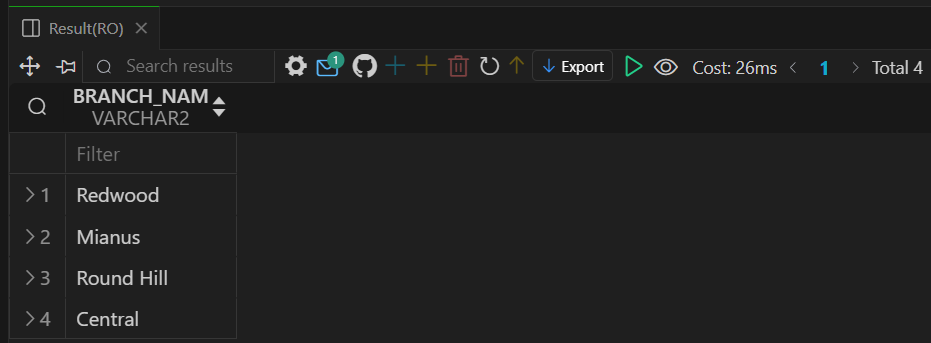 Result(RO)
Search results 1 Export Cost: 26ms 1 Total 4
BRANCH_NAM
VARCHAR2
Filter
1 Redwood
2 Mianus
3 Round Hill
4 Central